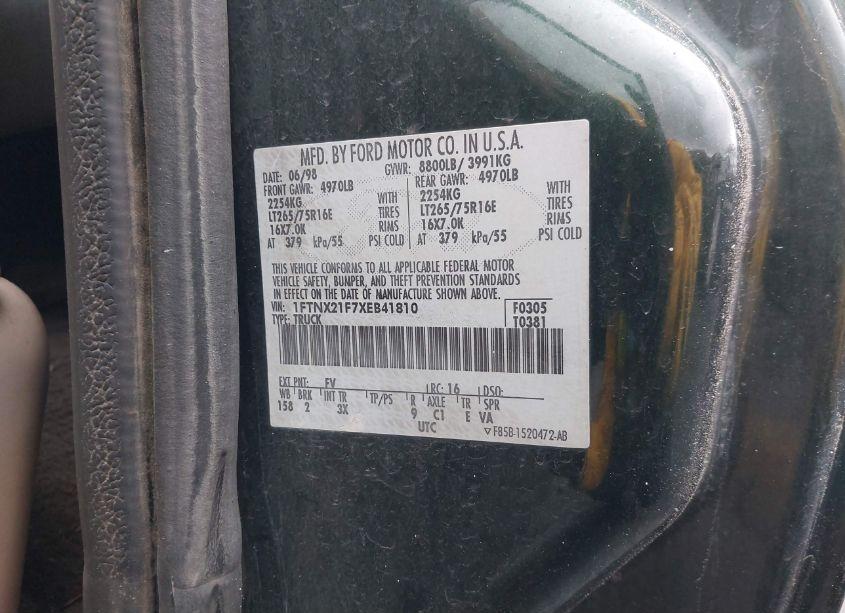 MFD. BY FORD MOTOR CO. IN U.S.A.
DATE: 06/98 GVWR: 8800LB/ 3991KG
FRONT GAWR: 4970LB REAR GAWR: 4970LB
2254KG WITH 2254KG WITH
LT265/75R16E TIRES LT265/75R16E TIRES
16X7.0K RIMS 16X7.0K RIMS
AT 379 kPa/55 PSI COLD AT 379 kPa/55 PSI COLD
THIS VEHICLE CONFORMS TO ALL APPLICABLE FEDERAL MOTOR
VEHICLE SAFETY, BUMPER, AND THEFT PREVENTION STANDARDS
IN EFFECT ON THE DATE OF MANUFACTURE SHOWN ABOVE.
VIN: 1FTNX21F7XEB41810 F0305
TYPE: TRUCK T0381
EXT PNT: FV RC: 16 DSO:
WB BRK INT TR TP/PS R AXLE TR SPR
158 2 3X 9 C1 E VA
UTC ▽F85B-1520472-AB